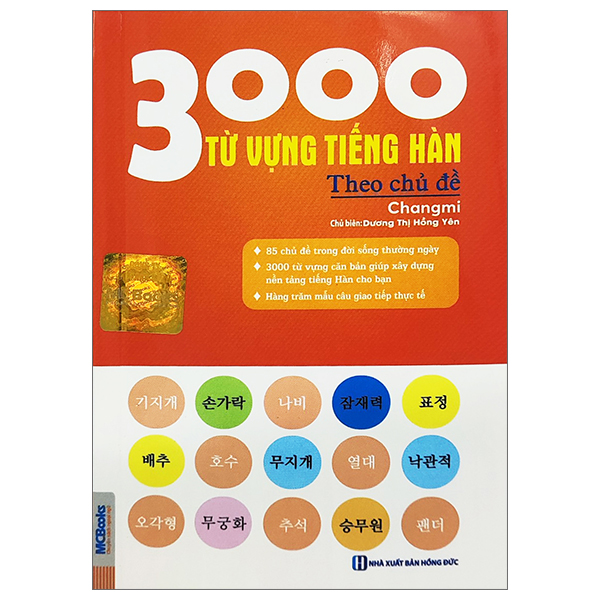 3000
TỪ VỰNG TIẾNG HÀN
Theo chủ đề
Changmi
Chủ biên: Dương Thị Hồng Yên
85 chủ đề trong đời sống thường ngày
3000 từ vựng căn bản giúp xây dựng
nền tảng tiếng Hàn cho bạn
Hàng trăm mẫu câu giao tiếp thực tế
기지개 손가락 나비 잠재력 표정
배추 호수 무지개 열대 낙관적
오각형 무궁화 추석 승무원 팬더
MCBooks
NHÀ XUẤT BẢN HỒNG ĐỨC